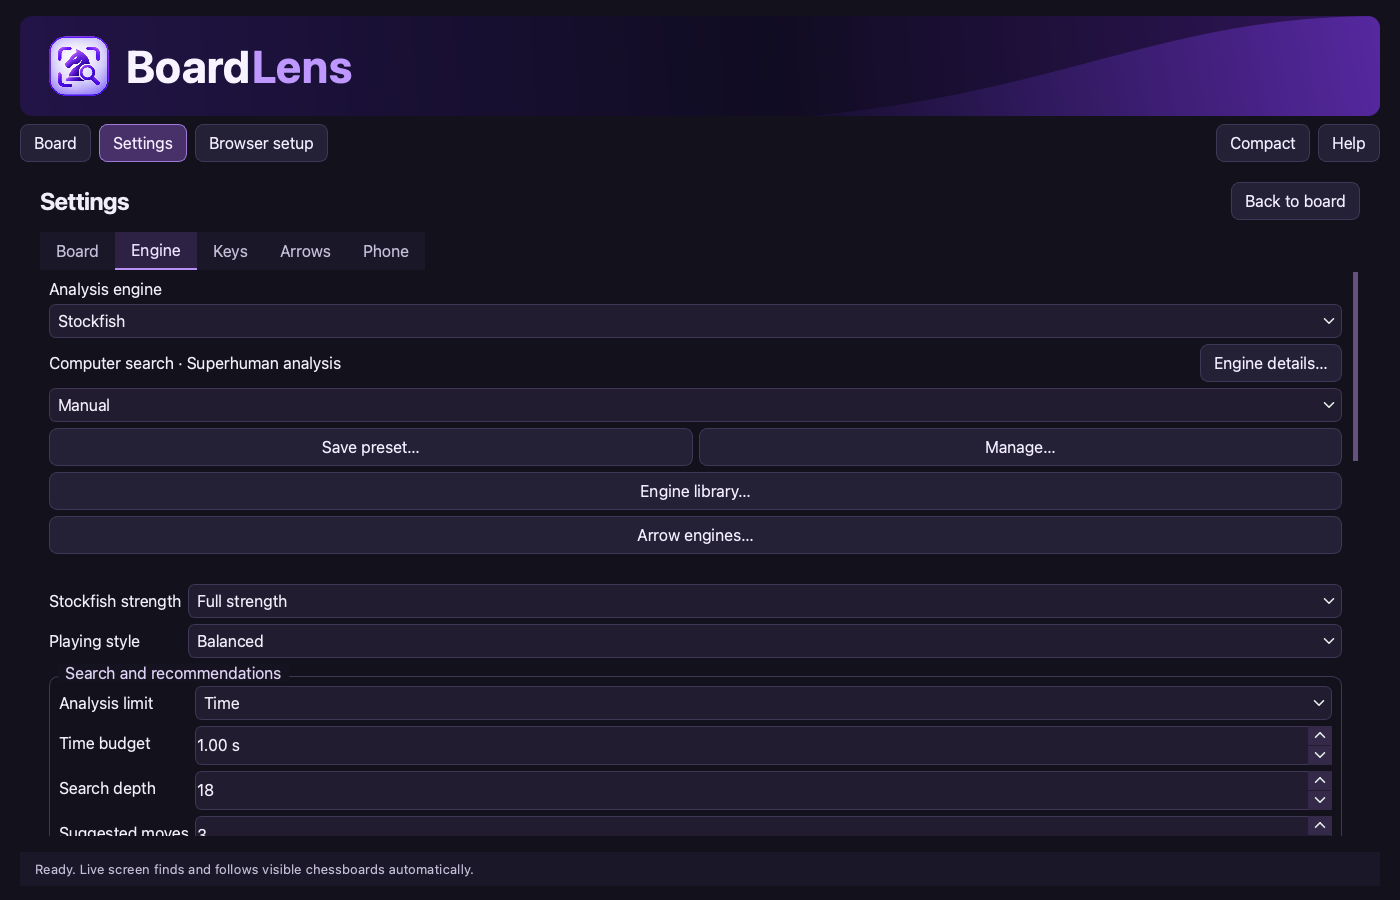 BoardLens
Board Settings Browser setup Compact Help
Settings Back to board
Board Engine Keys Arrows Phone
Analysis engine
Stockfish
Computer search · Superhuman analysis Engine details...
Manual
Save preset... Manage...
Engine library...
Arrow engines...
Stockfish strength Full strength
Playing style Balanced
Search and recommendations
Analysis limit Time
Time budget 1.00 s
Search depth 18
Suggested moves 3
Ready. Live screen finds and follows visible chessboards automatically.